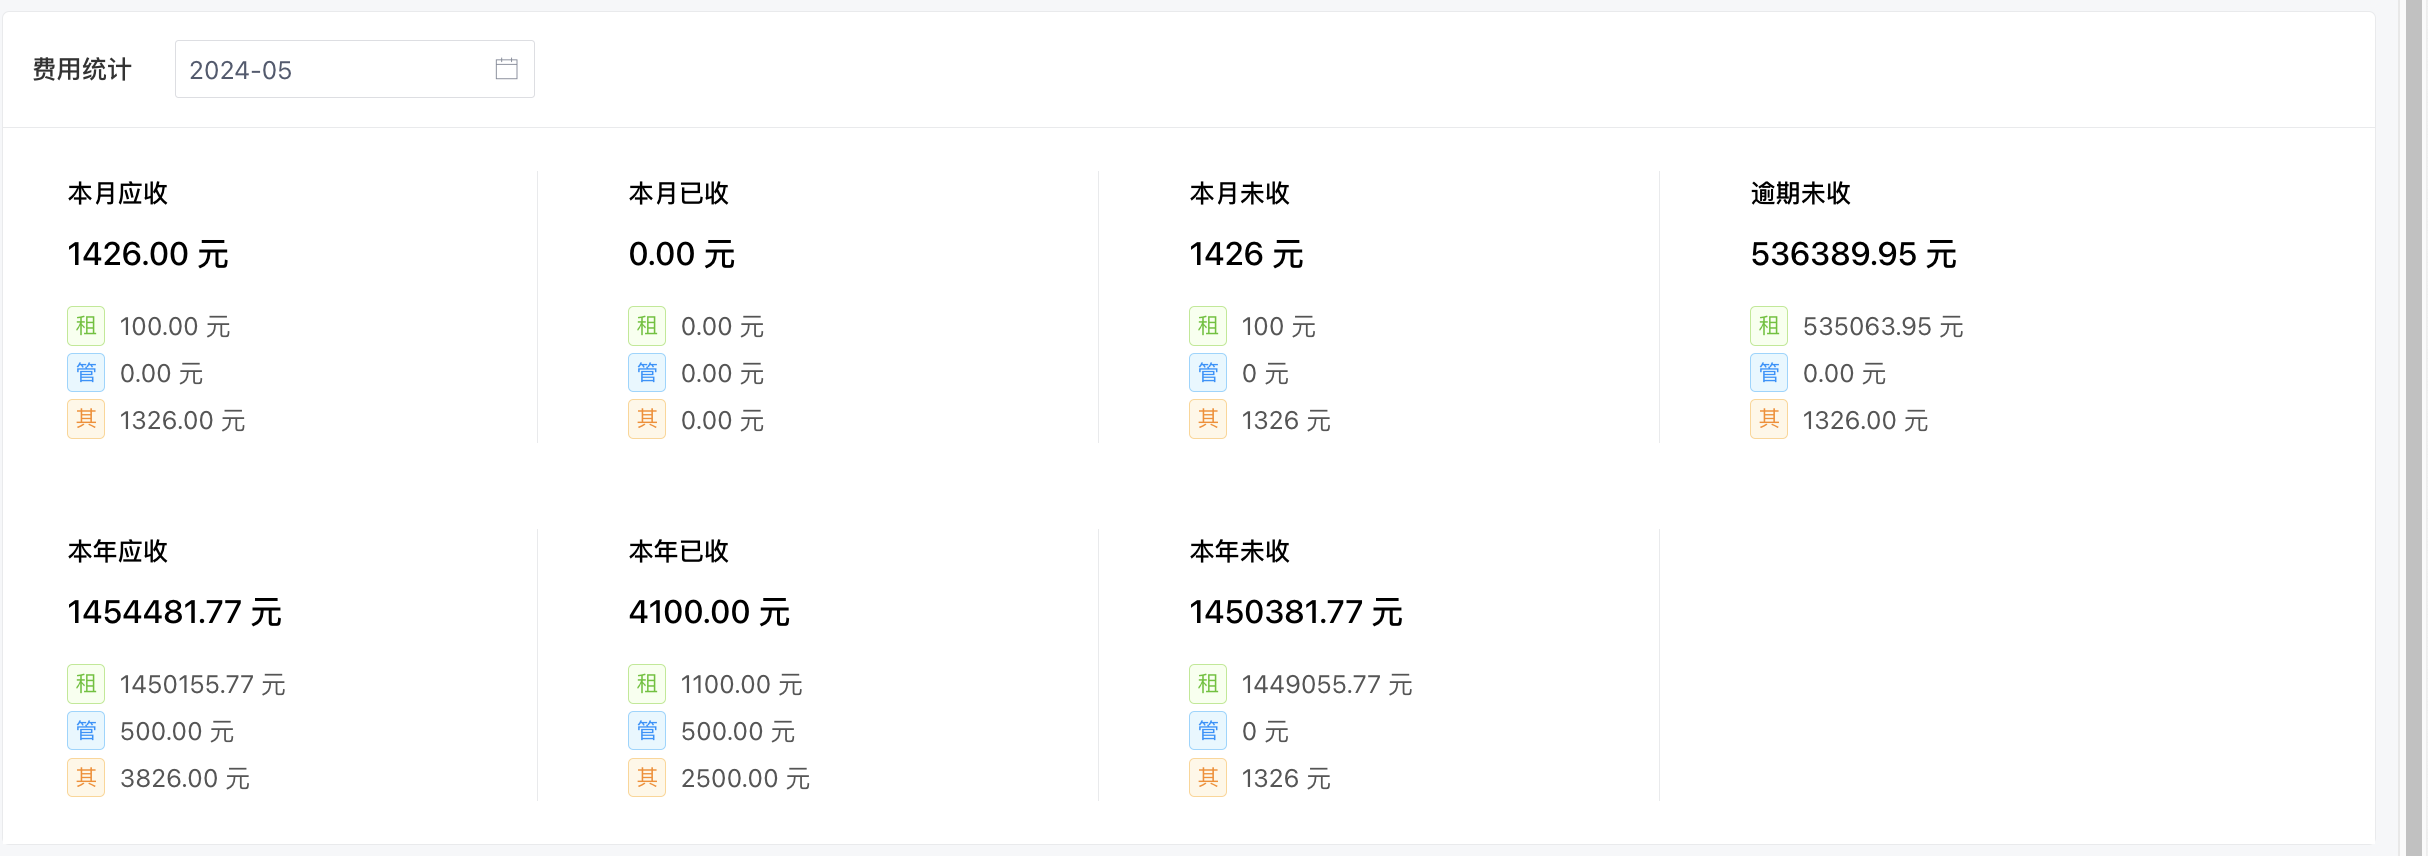 费用统计
2024-05
本月应收
1426.00 元
租 100.00 元
管 0.00 元
其 1326.00 元
本月已收
0.00 元
租 0.00 元
管 0.00 元
其 0.00 元
本月未收
1426 元
租 100 元
管 0 元
其 1326 元
逾期未收
536389.95 元
租 535063.95 元
管 0.00 元
其 1326.00 元
本年应收
1454481.77 元
租 1450155.77 元
管 500.00 元
其 3826.00 元
本年已收
4100.00 元
租 1100.00 元
管 500.00 元
其 2500.00 元
本年未收
1450381.77 元
租 1449055.77 元
管 0 元
其 1326 元